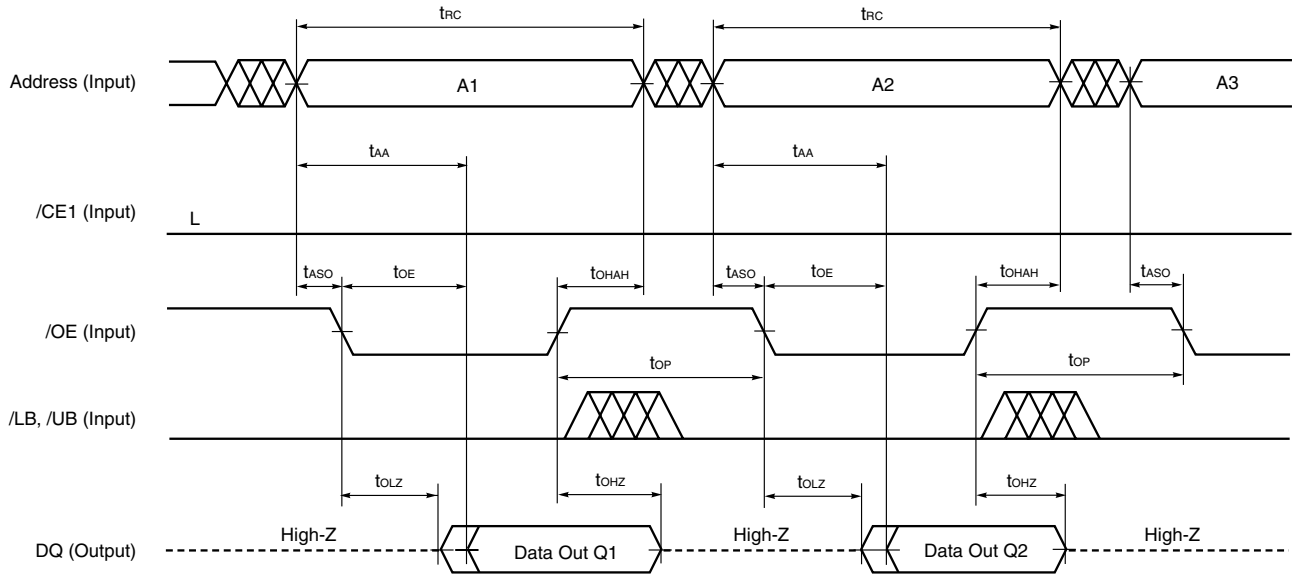 tRC tRC
Address (Input) A1 A2 A3
tAA tAA
/CE1 (Input) L
tASO tOE tOHAH tASO tOE tOHAH tASO
/OE (Input)
tOP tOP
/LB, /UB (Input)
tOLZ tOHZ tOLZ tOHZ
DQ (Output) High-Z Data Out Q1 High-Z Data Out Q2 High-Z